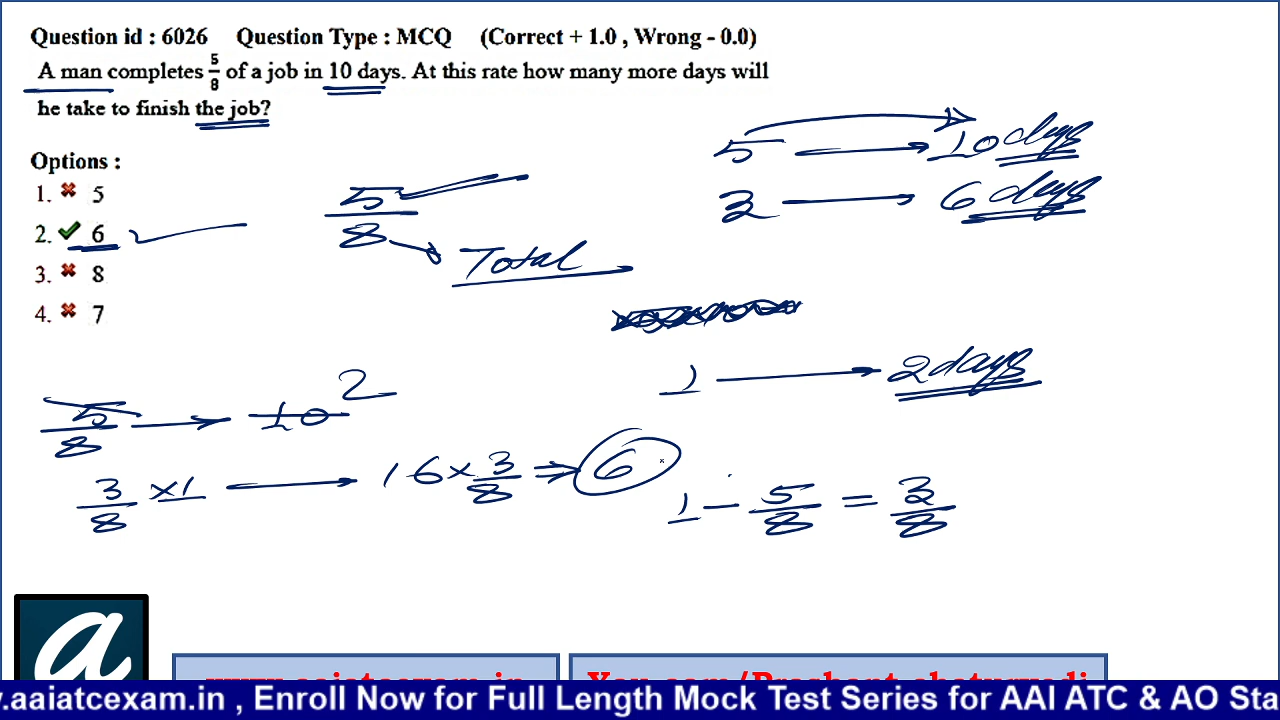 Question id : 6026 Question Type : MCQ (Correct + 1.0 , Wrong - 0.0)
A man completes 5/8 of a job in 10 days. At this rate how many more days will
he take to finish the job?
Options :
1. ✖ 5
2. ✔ 6
3. ✖ 8
4. ✖ 7
5/8
Total
5 → 10 days
3 → 6 days
1 → 2 days
5/8 → 10 2
3/8 × 1 → 16 × 3/8 ⇒ 6
1 - 5/8 = 3/8
a
.aaiatcexam.in , Enroll Now for Full Length Mock Test Series for AAI ATC & AO Sta